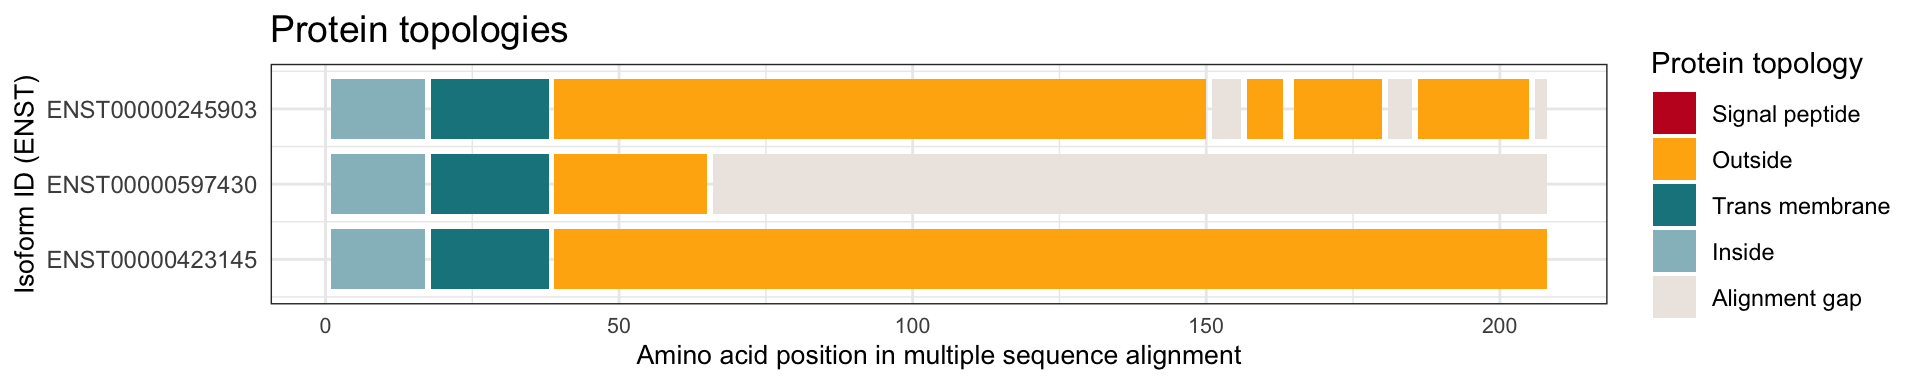 Protein topologies
Isoform ID (ENST)
ENST00000245903
ENST00000597430
ENST00000423145
0 50 100 150 200
Amino acid position in multiple sequence alignment
Protein topology
Signal peptide
Outside
Trans membrane
Inside
Alignment gap